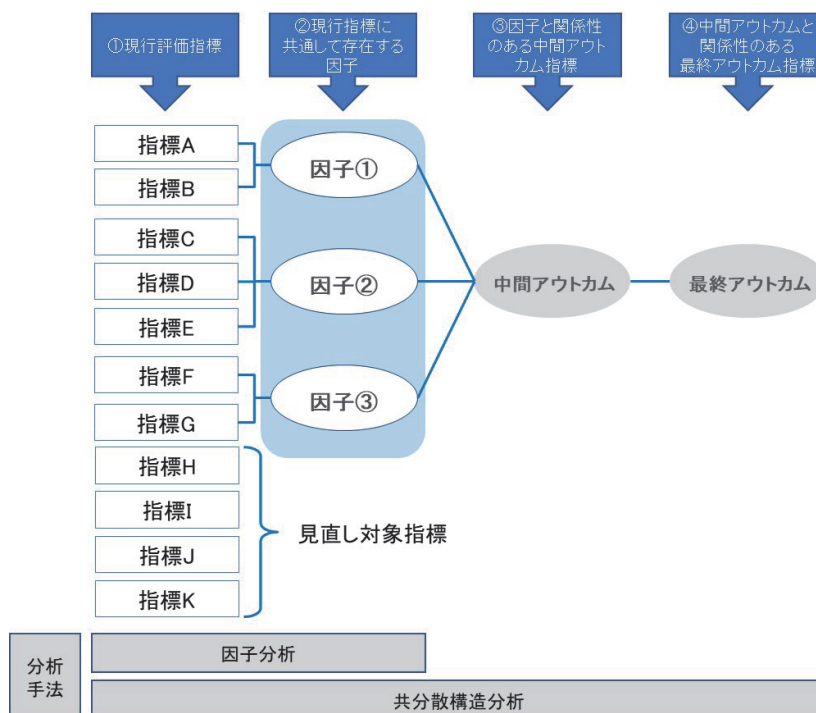 ①現行評価指標
②現行指標に
共通して存在する
因子
③因子と関係性
のある中間アウト
カム指標
④中間アウトカムと
関係性のある
最終アウトカム指標
指標A
指標B
指標C
指標D
指標E
指標F
指標G
指標H
指標I
指標J
指標K
因子①
因子②
因子③
中間アウトカム
最終アウトカム
見直し対象指標
分析
手法
因子分析
共分散構造分析